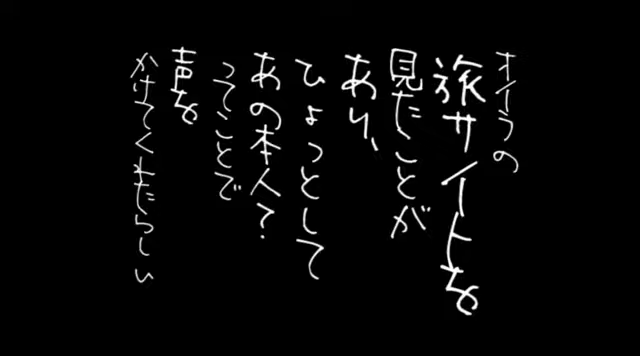 オイラの
旅サイトを
見たことが
あり、
ひょっとして
あの本人?
ってことで
声を
かけてくれたらしい